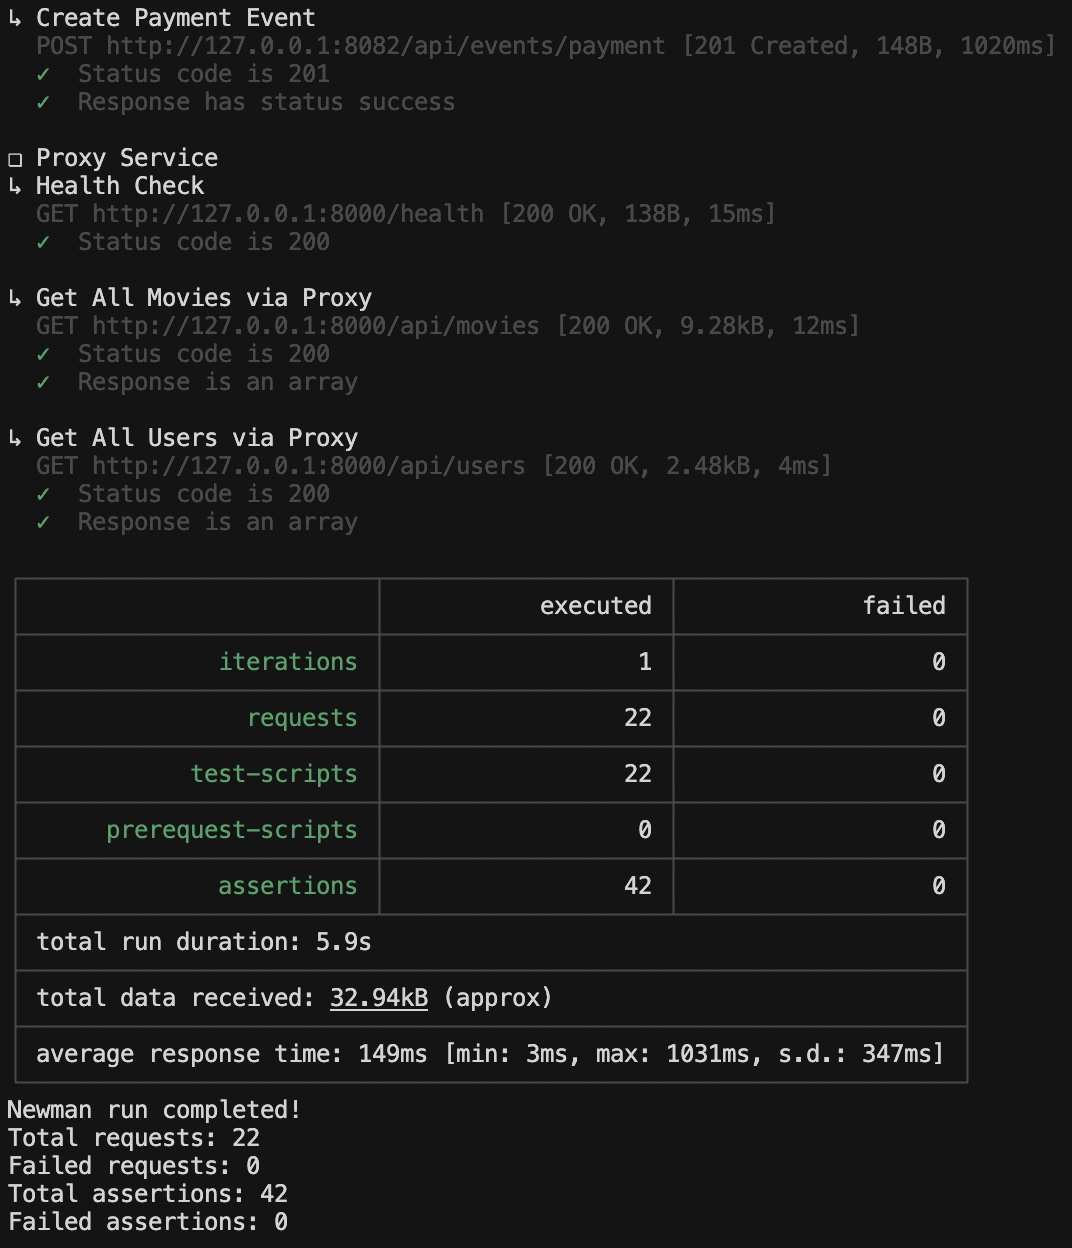 ↳ Create Payment Event
POST http://127.0.0.1:8082/api/events/payment [201 Created, 148B, 1020ms]
✓ Status code is 201
✓ Response has status success
❏ Proxy Service
↳ Health Check
GET http://127.0.0.1:8000/health [200 OK, 138B, 15ms]
✓ Status code is 200
↳ Get All Movies via Proxy
GET http://127.0.0.1:8000/api/movies [200 OK, 9.28kB, 12ms]
✓ Status code is 200
✓ Response is an array
↳ Get All Users via Proxy
GET http://127.0.0.1:8000/api/users [200 OK, 2.48kB, 4ms]
✓ Status code is 200
✓ Response is an array
executed failed
iterations 1 0
requests 22 0
test-scripts 22 0
prerequest-scripts 0 0
assertions 42 0
total run duration: 5.9s
total data received: 32.94kB (approx)
average response time: 149ms [min: 3ms, max: 1031ms, s.d.: 347ms]
Newman run completed!
Total requests: 22
Failed requests: 0
Total assertions: 42
Failed assertions: 0